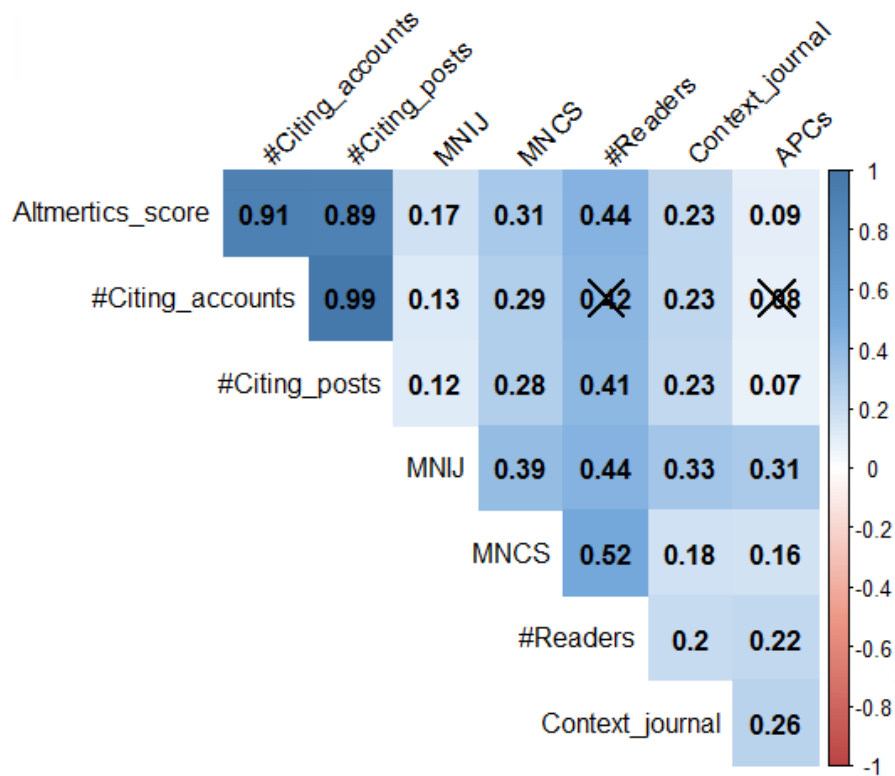 #Citing_accounts #Citing_posts MNIJ MNCS #Readers Context_journal APCs
Altmertics_score 0.91 0.89 0.17 0.31 0.44 0.23 0.09
#Citing_accounts 0.99 0.13 0.29 0.42 0.23 0.08
#Citing_posts 0.12 0.28 0.41 0.23 0.07
MNIJ 0.39 0.44 0.33 0.31
MNCS 0.52 0.18 0.16
#Readers 0.2 0.22
Context_journal 0.26
1
0.8
0.6
0.4
0.2
0
-0.2
-0.4
-0.6
-0.8
-1